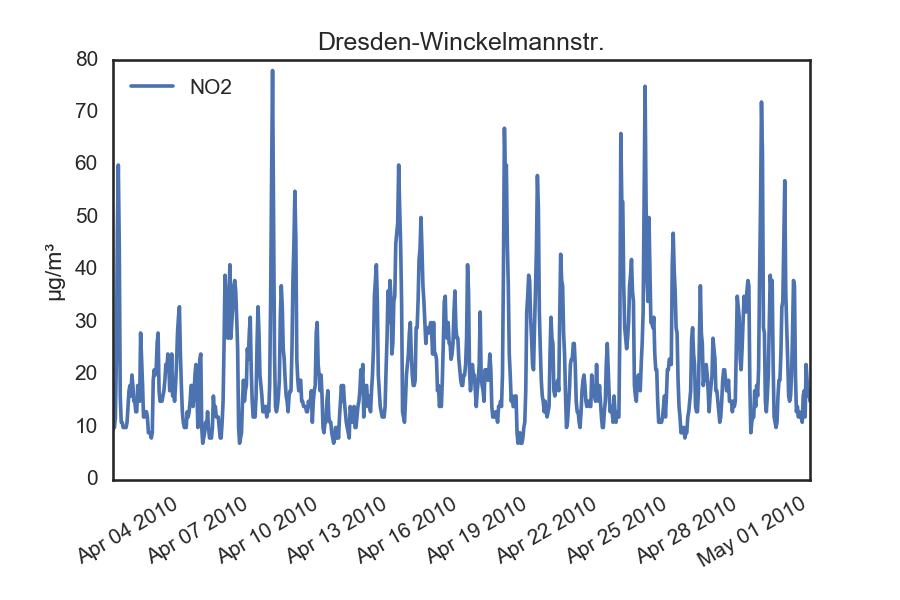 Dresden-Winckelmannstr.
NO2
µg/m³
80
70
60
50
40
30
20
10
0
Apr 04 2010
Apr 07 2010
Apr 10 2010
Apr 13 2010
Apr 16 2010
Apr 19 2010
Apr 22 2010
Apr 25 2010
Apr 28 2010
May 01 2010